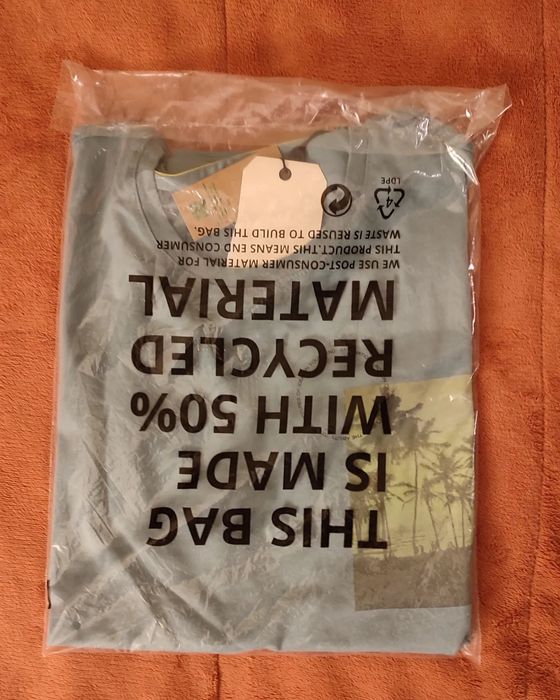 THIS BAG
IS MADE
WITH 50%
RECYCLED
MATERIAL
WE USE POST-CONSUMER MATERIAL FOR
THIS PRODUCT.THIS MEANS END CONSUMER
WASTE IS REUSED TO BUILD THIS BAG.
4
LDPE